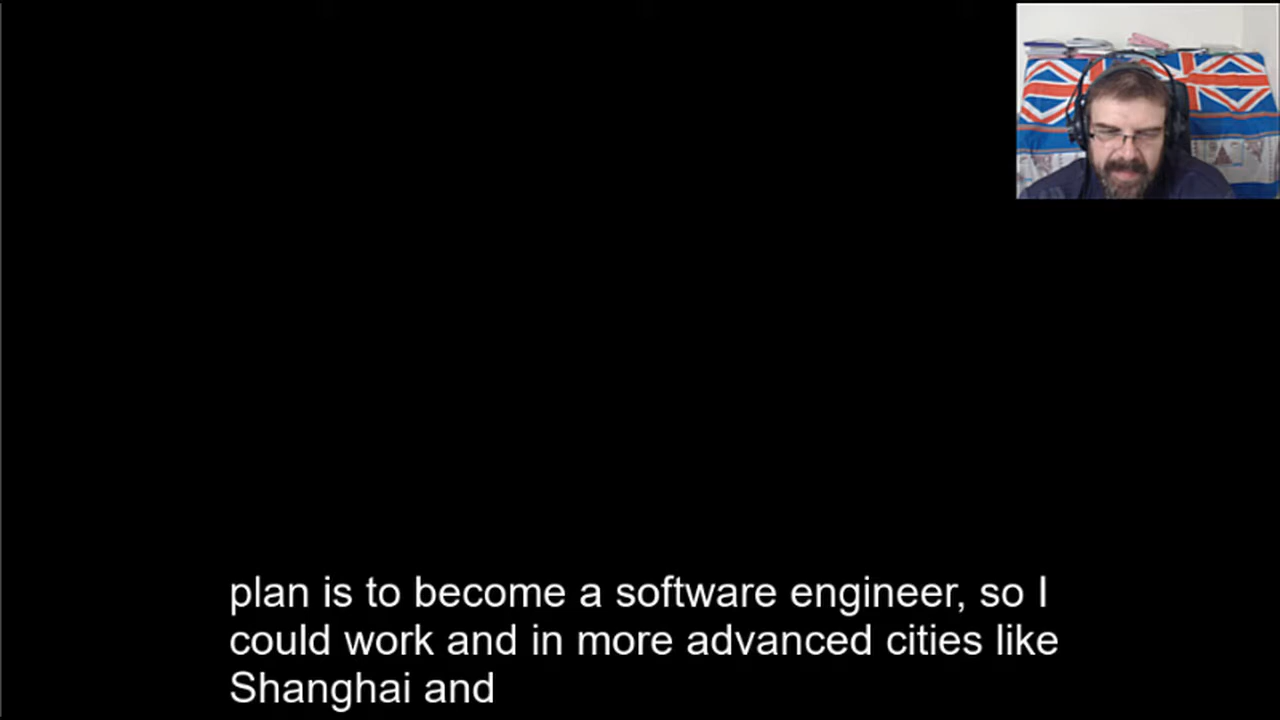 plan is to become a software engineer, so I
could work and in more advanced cities like
Shanghai and